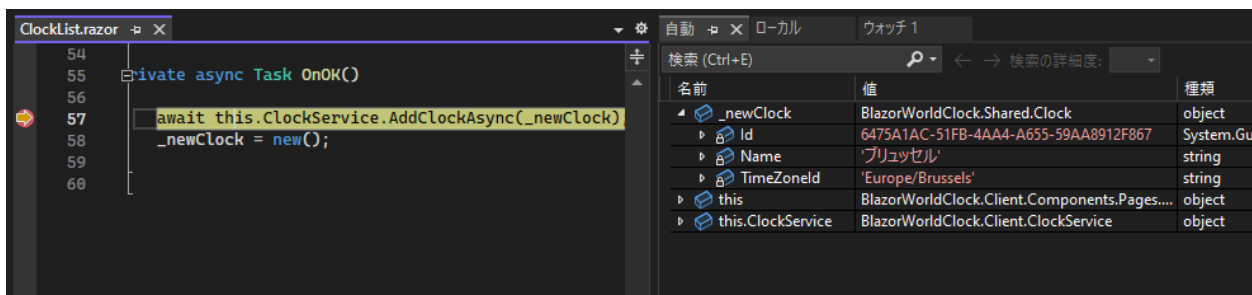 ClockList.razor
54
55 rivate async Task OnOK()
56
57 await this.ClockService.AddClockAsync(_newClock);
58 _newClock = new();
59
60
自動 ローカル ウォッチ 1
検索 (Ctrl+E) 検索の詳細度:
名前 値 種類
_newClock BlazorWorldClock.Shared.Clock object
Id 6475A1AC-51FB-4AA4-A655-59AA8912F867 System.Gu
Name 'ブリュッセル' string
TimeZoneId 'Europe/Brussels' string
this BlazorWorldClock.Client.Components.Pages.... object
this.ClockService BlazorWorldClock.Client.ClockService object